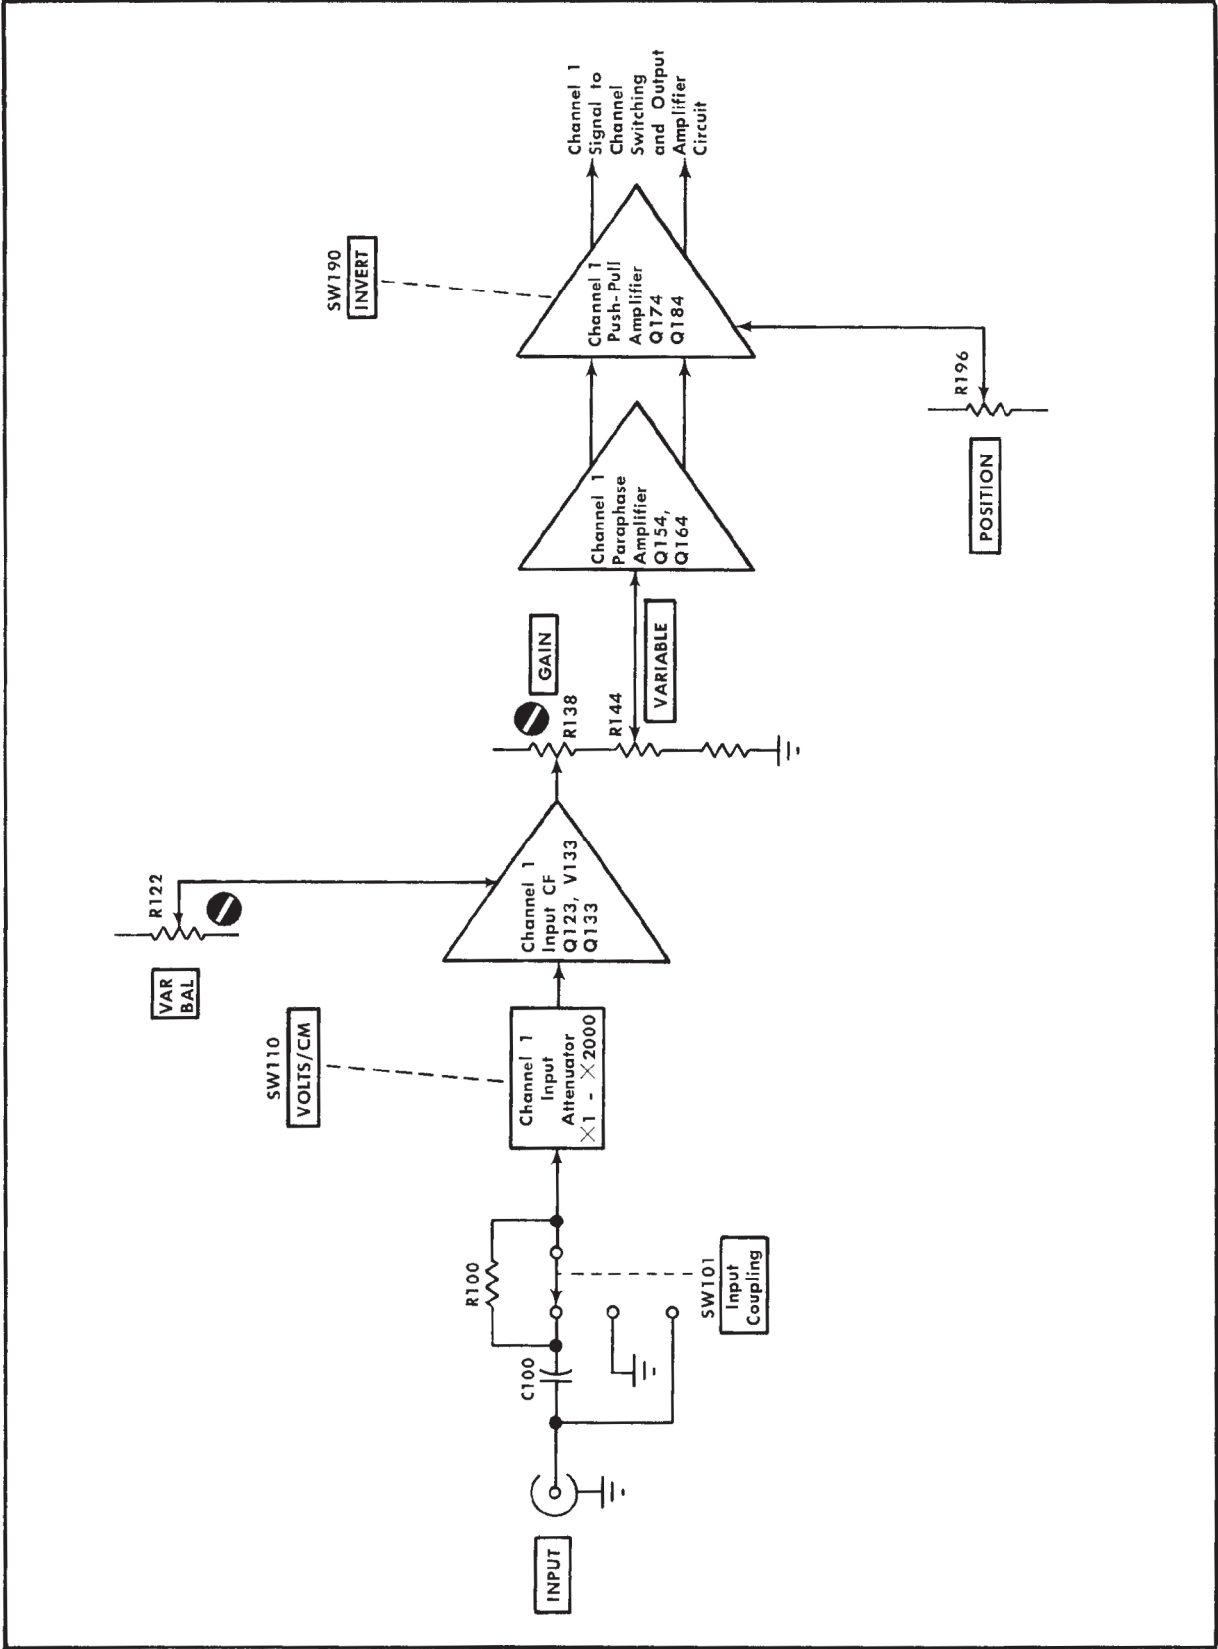 INPUT
C100
R100
SW101
Input
Coupling
SW110
VOLTS/CM
Channel 1
Input
Attenuator
X1 - X2000
VAR
BAL
R122
Channel 1
Input CF
Q123, V133
Q133
R138
GAIN
R144
VARIABLE
Channel 1
Paraphase
Amplifier
Q154,
Q164
SW190
INVERT
Channel 1
Push-Pull
Amplifier
Q174
Q184
POSITION
R196
Channel 1
Signal to
Channel
Switching
and Output
Amplifier
Circuit